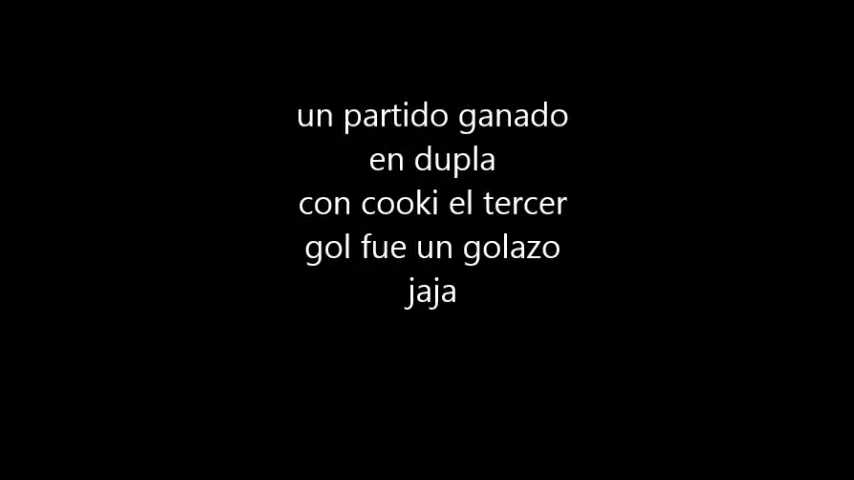 un partido ganado
en dupla
con cooki el tercer
gol fue un golazo
jaja